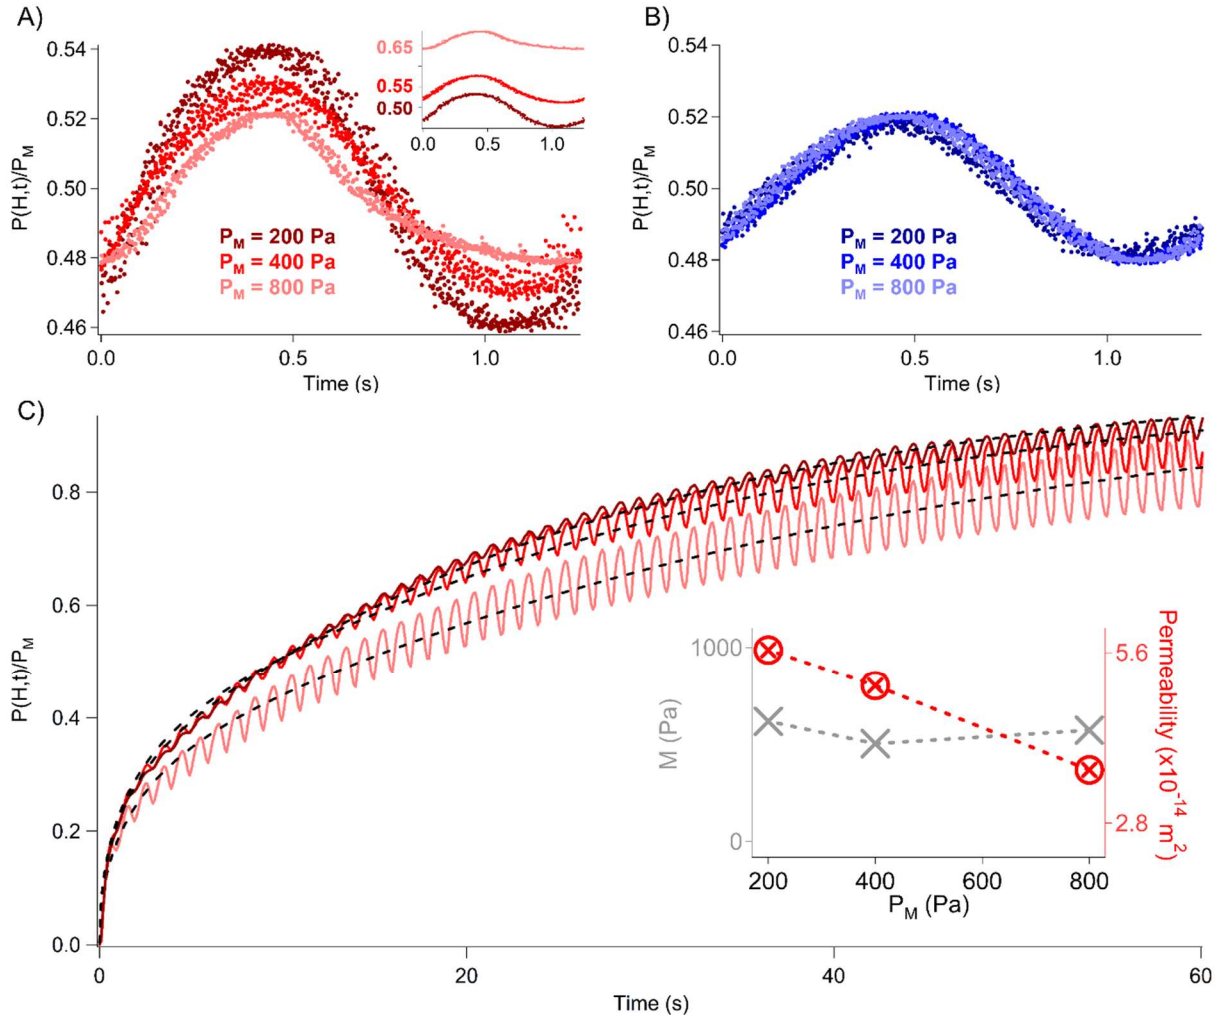 A)
0.54
0.52
0.50
0.48
0.46
P(H,t)/P_M
0.0
0.5
1.0
Time (s)
P_M = 200 Pa
P_M = 400 Pa
P_M = 800 Pa
0.65
0.55
0.50
0.0
0.5
1.0
B)
0.54
0.52
0.50
0.48
0.46
P(H,t)/P_M
0.0
0.5
1.0
Time (s)
P_M = 200 Pa
P_M = 400 Pa
P_M = 800 Pa
C)
0.8
0.6
0.4
0.2
0.0
P(H,t)/P_M
0
20
40
60
Time (s)
1000
0
M (Pa)
5.6
2.8
Permeability (x10^-14 m^2)
200
400
600
800
P_M (Pa)